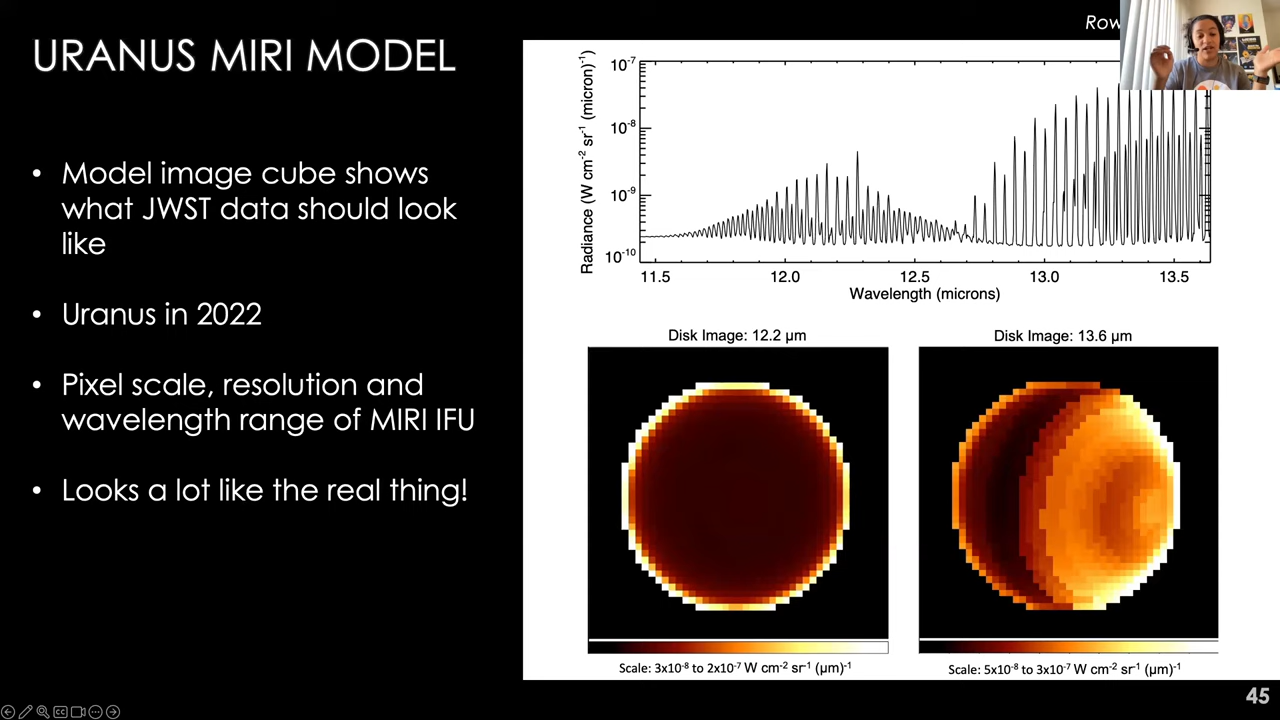 URANUS MIRI MODEL
Row
• Model image cube shows
what JWST data should look
like
• Uranus in 2022
• Pixel scale, resolution and
wavelength range of MIRI IFU
• Looks a lot like the real thing!
Radiance (W cm⁻² sr⁻¹ (micron)⁻¹)
10⁻⁷
10⁻⁸
10⁻⁹
10⁻¹⁰
11.5 12.0 12.5 13.0 13.5
Wavelength (microns)
Disk Image: 12.2 μm
Disk Image: 13.6 μm
Scale: 3x10⁻⁸ to 2x10⁻⁷ W cm⁻² sr⁻¹ (μm)⁻¹
Scale: 5x10⁻⁸ to 3x10⁻⁷ W cm⁻² sr⁻¹ (μm)⁻¹
45